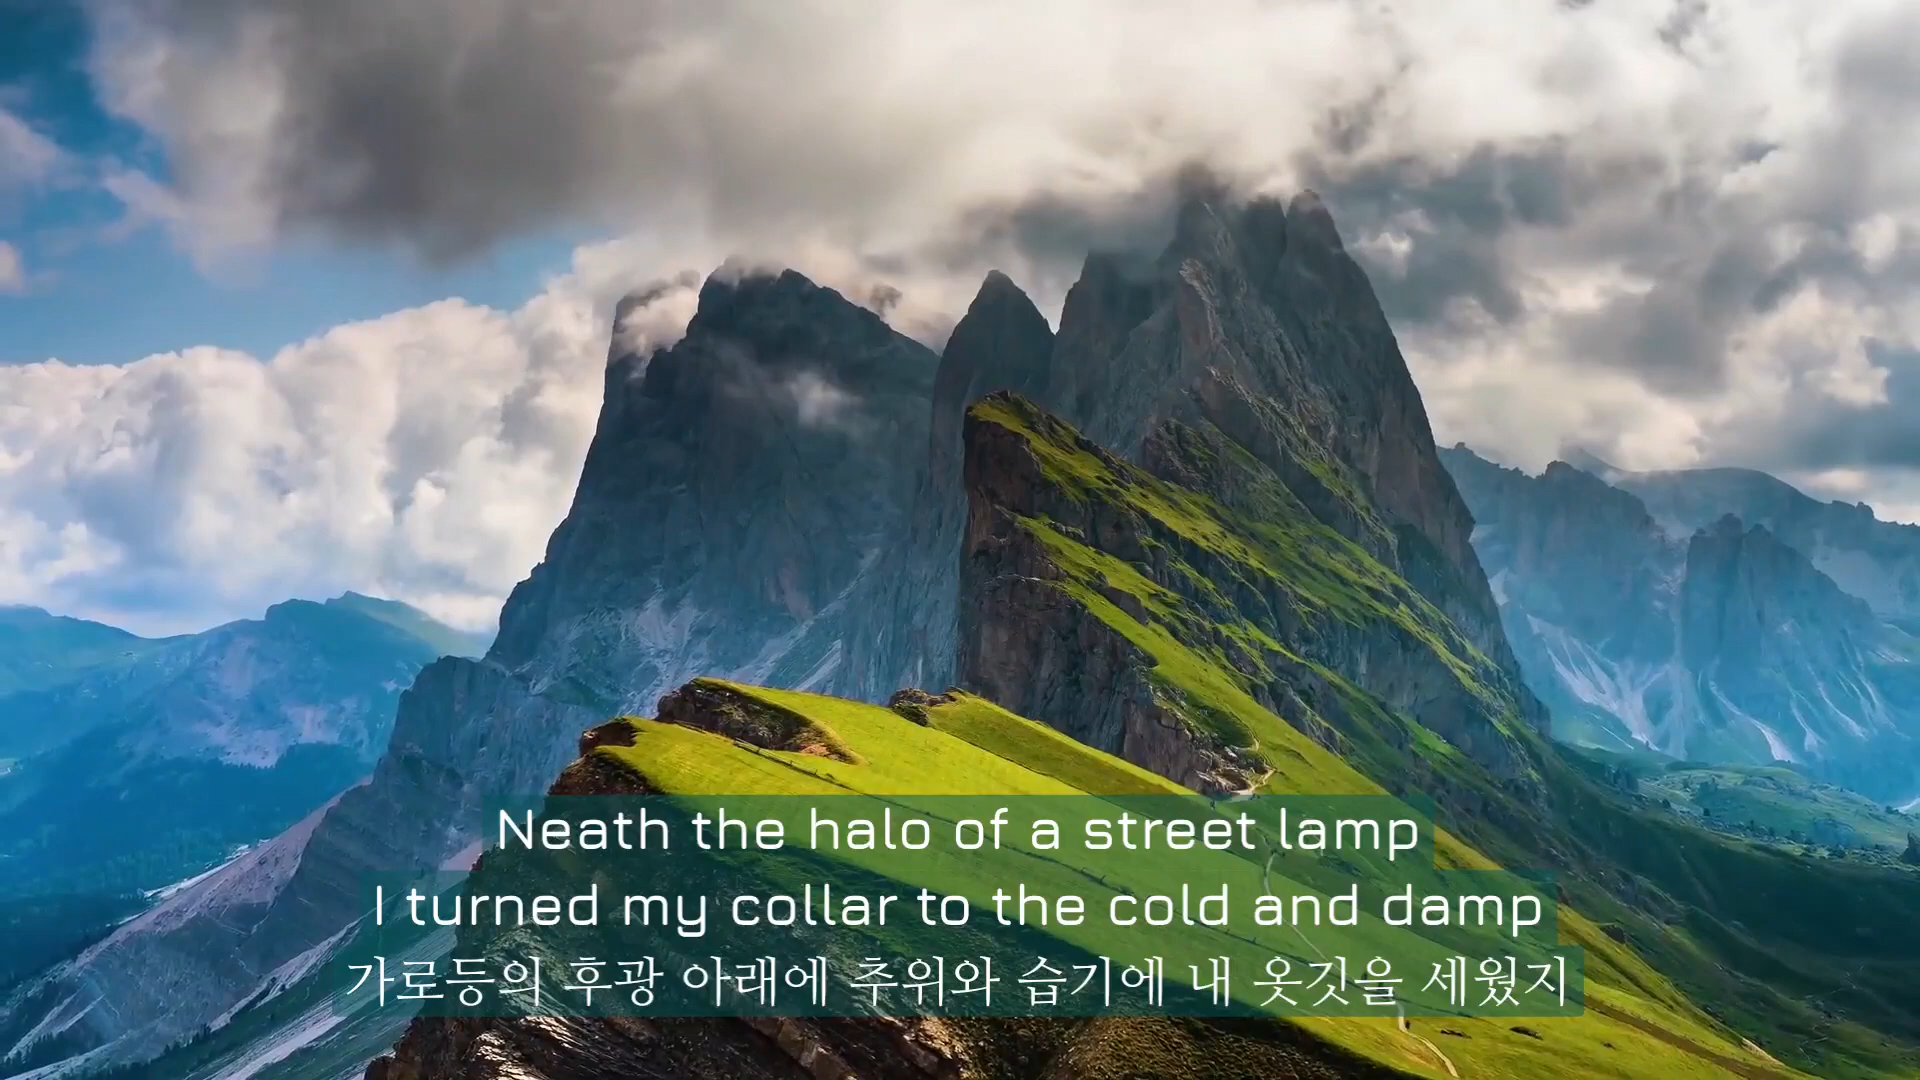 Neath the halo of a street lamp
I turned my collar to the cold and damp
가로등의 후광 아래에 추위와 습기에 내 옷깃을 세웠지